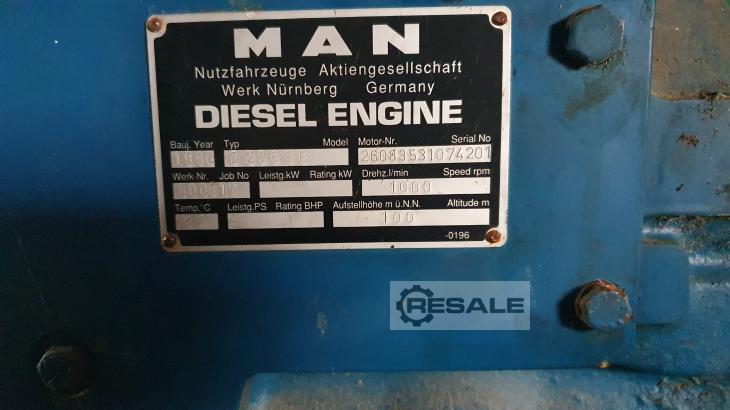 MAN
Nutzfahrzeuge Aktiengesellschaft
Werk Nürnberg Germany
DIESEL ENGINE
Bauj. Year Typ Model Motor-Nr. Serial No
26083531074201
Werk-Nr. Job No Leistg.kW Rating kW Drehz.l/min Speed rpm
1000
Temp.°C Leistg.PS Rating BHP Aufstellhöhe m ü.N.N. Altitude m
100
-0196
RESALE